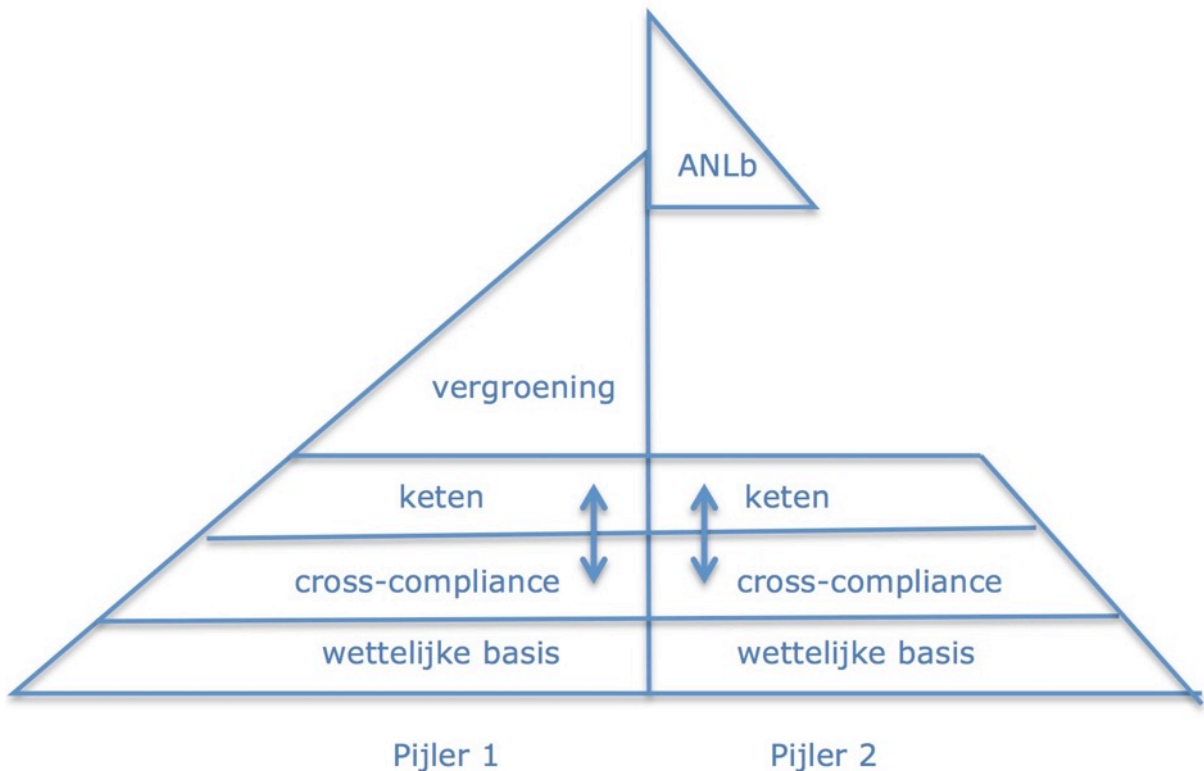 ANLb
vergroening
keten keten
cross-compliance cross-compliance
wettelijke basis wettelijke basis
Pijler 1 Pijler 2